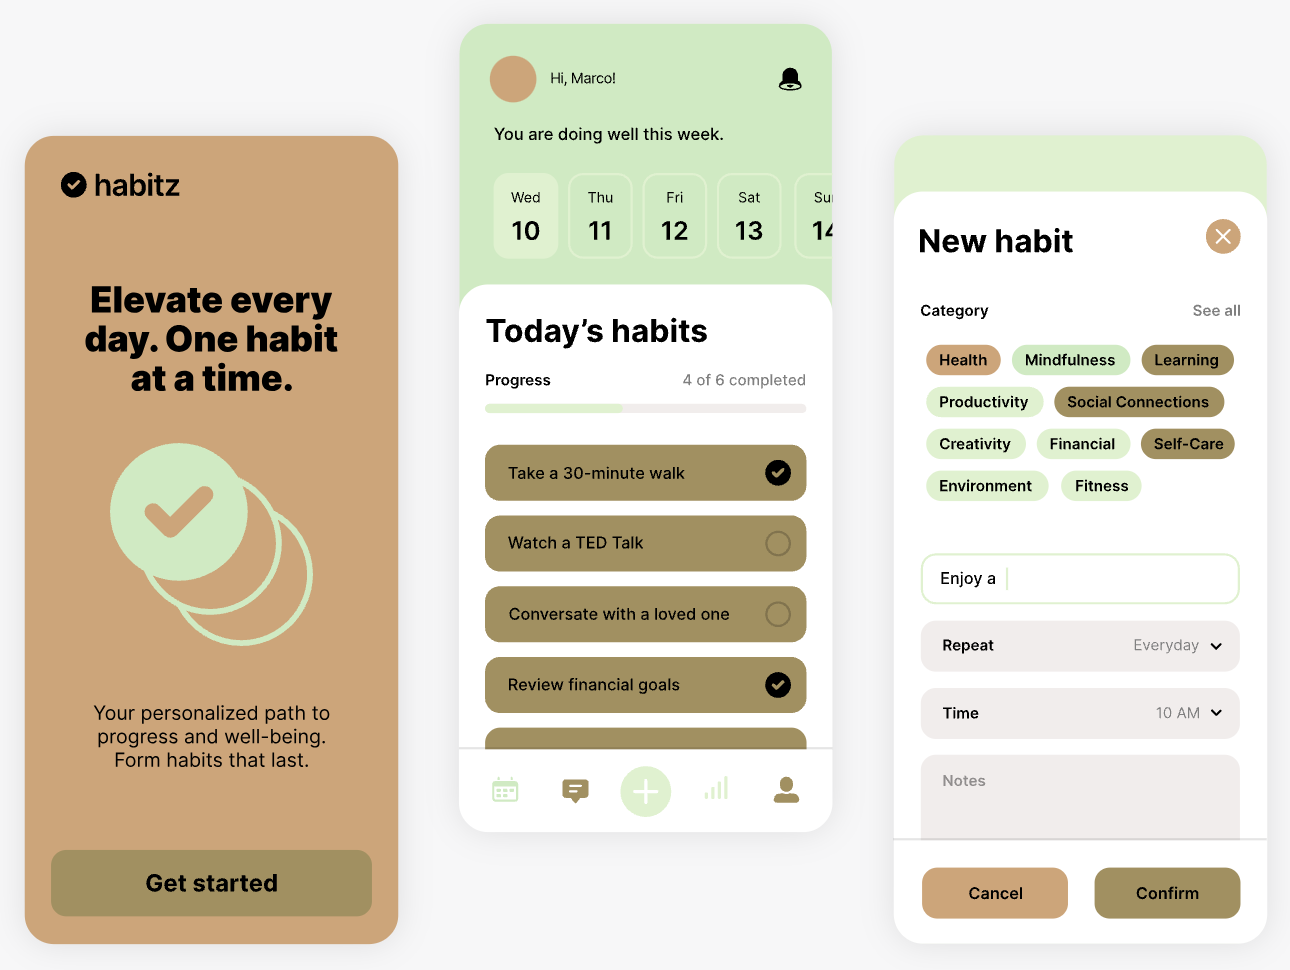 habitz
Elevate every
day. One habit
at a time.
Your personalized path to
progress and well-being.
Form habits that last.
Get started
Hi, Marco!
You are doing well this week.
Wed Thu Fri Sat Sun
10 11 12 13 14
Today's habits
Progress 4 of 6 completed
Take a 30-minute walk
Watch a TED Talk
Conversate with a loved one
Review financial goals
New habit
Category See all
Health Mindfulness Learning
Productivity Social Connections
Creativity Financial Self-Care
Environment Fitness
Enjoy a
Repeat Everyday
Time 10 AM
Notes
Cancel Confirm